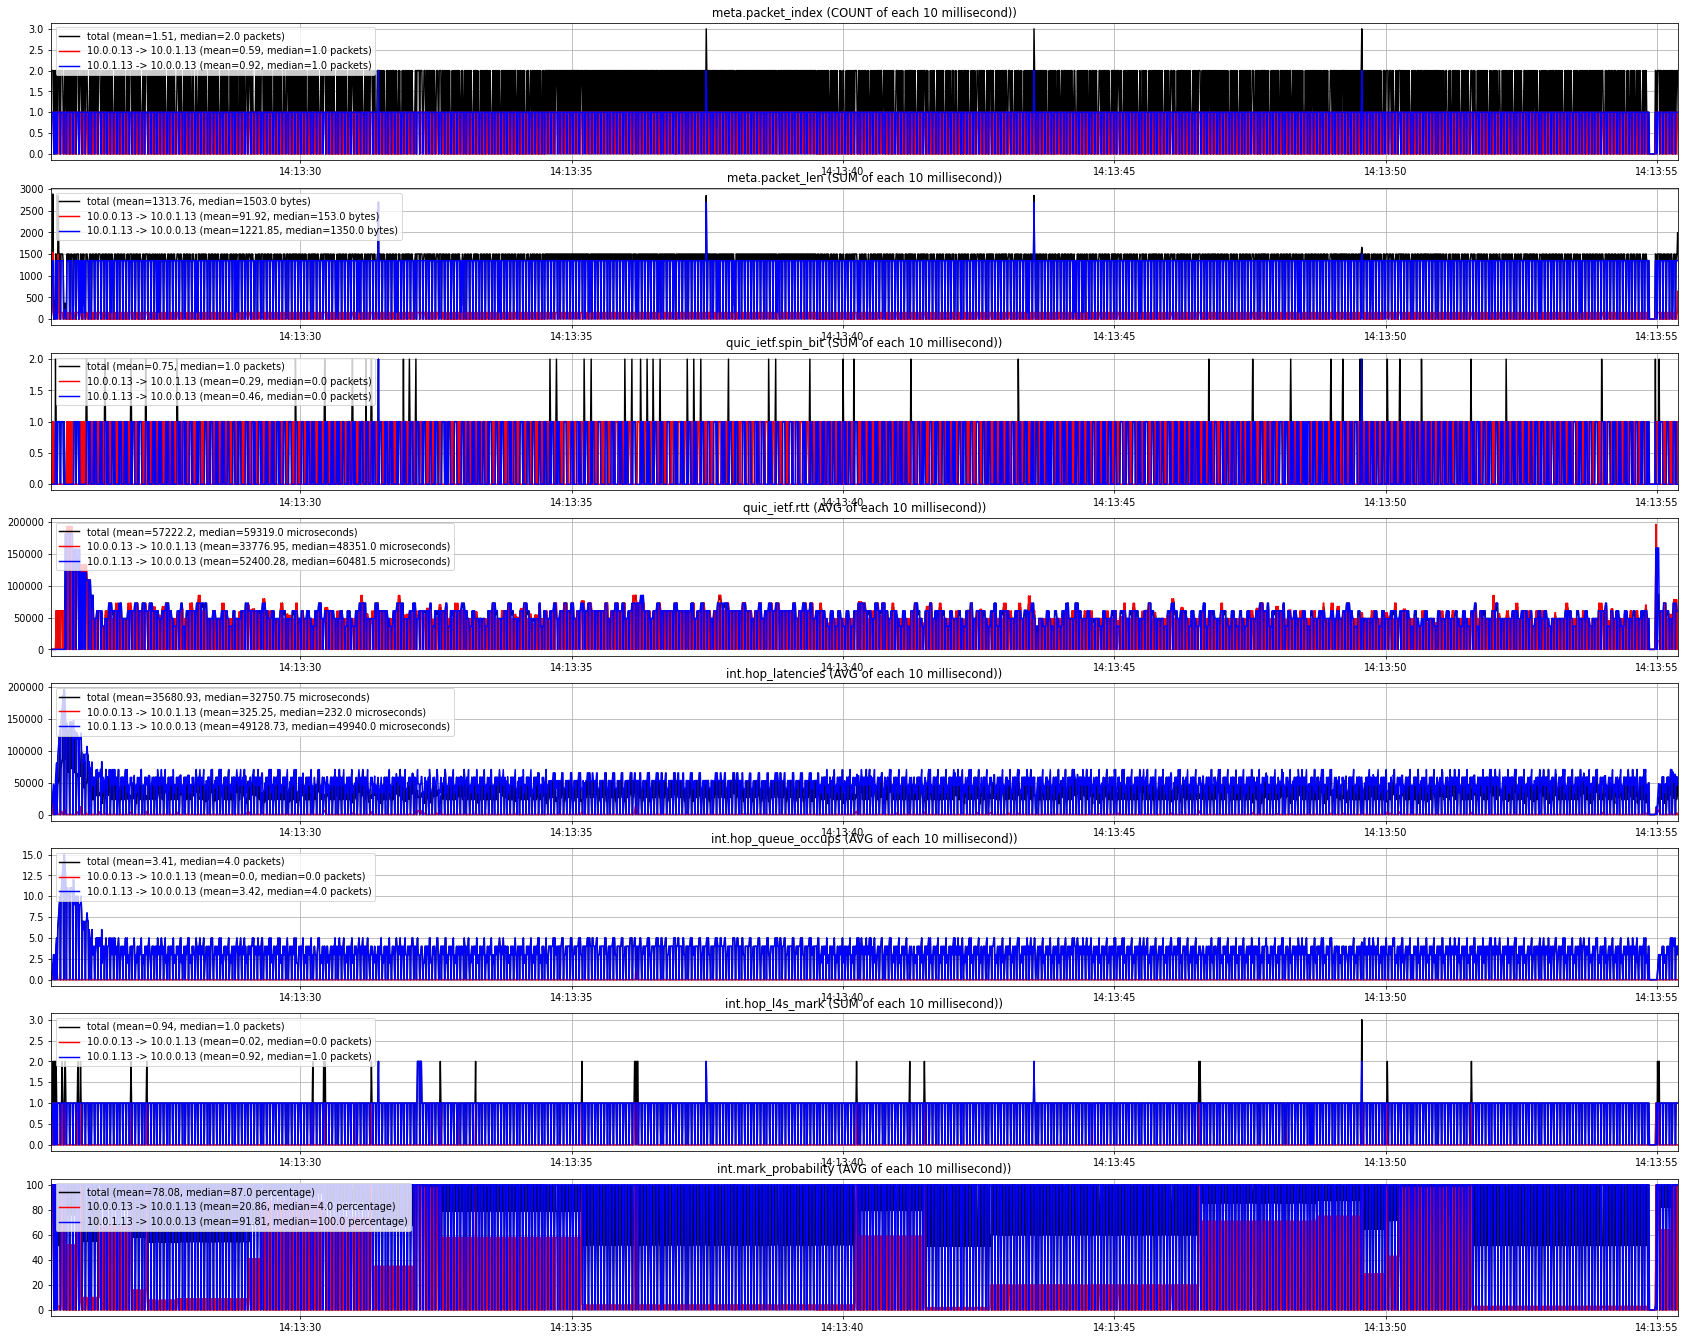 meta.packet_index (COUNT of each 10 millisecond))
3.0
2.5
2.0
1.5
1.0
0.5
0.0
total (mean=1.51, median=2.0 packets)
10.0.0.13 -> 10.0.1.13 (mean=0.59, median=1.0 packets)
10.0.1.13 -> 10.0.0.13 (mean=0.92, median=1.0 packets)
14:13:30 14:13:35 14:13:40 14:13:45 14:13:50 14:13:55
meta.packet_len (SUM of each 10 millisecond))
3000
2500
2000
1500
1000
500
0
total (mean=1313.76, median=1503.0 bytes)
10.0.0.13 -> 10.0.1.13 (mean=91.92, median=153.0 bytes)
10.0.1.13 -> 10.0.0.13 (mean=1221.85, median=1350.0 bytes)
14:13:30 14:13:35 14:13:40 14:13:45 14:13:50 14:13:55
quic_ietf.spin_bit (SUM of each 10 millisecond))
2.0
1.5
1.0
0.5
0.0
total (mean=0.75, median=1.0 packets)
10.0.0.13 -> 10.0.1.13 (mean=0.29, median=0.0 packets)
10.0.1.13 -> 10.0.0.13 (mean=0.46, median=0.0 packets)
14:13:30 14:13:35 14:13:40 14:13:45 14:13:50 14:13:55
quic_ietf.rtt (AVG of each 10 millisecond))
200000
150000
100000
50000
0
total (mean=57222.2, median=59319.0 microseconds)
10.0.0.13 -> 10.0.1.13 (mean=33776.95, median=48351.0 microseconds)
10.0.1.13 -> 10.0.0.13 (mean=52400.28, median=60481.5 microseconds)
14:13:30 14:13:35 14:13:40 14:13:45 14:13:50 14:13:55
int.hop_latencies (AVG of each 10 millisecond))
200000
150000
100000
50000
0
total (mean=35680.93, median=32750.75 microseconds)
10.0.0.13 -> 10.0.1.13 (mean=325.25, median=232.0 microseconds)
10.0.1.13 -> 10.0.0.13 (mean=49128.73, median=49940.0 microseconds)
14:13:30 14:13:35 14:13:40 14:13:45 14:13:50 14:13:55
int.hop_queue_occups (AVG of each 10 millisecond))
15.0
12.5
10.0
7.5
5.0
2.5
0.0
total (mean=3.41, median=4.0 packets)
10.0.0.13 -> 10.0.1.13 (mean=0.0, median=0.0 packets)
10.0.1.13 -> 10.0.0.13 (mean=3.42, median=4.0 packets)
14:13:30 14:13:35 14:13:40 14:13:45 14:13:50 14:13:55
int.hop_l4s_mark (SUM of each 10 millisecond))
3.0
2.5
2.0
1.5
1.0
0.5
0.0
total (mean=0.94, median=1.0 packets)
10.0.0.13 -> 10.0.1.13 (mean=0.02, median=0.0 packets)
10.0.1.13 -> 10.0.0.13 (mean=0.92, median=1.0 packets)
14:13:30 14:13:35 14:13:40 14:13:45 14:13:50 14:13:55
int.mark_probability (AVG of each 10 millisecond))
100
80
60
40
20
0
total (mean=78.08, median=87.0 percentage)
10.0.0.13 -> 10.0.1.13 (mean=20.86, median=4.0 percentage)
10.0.1.13 -> 10.0.0.13 (mean=91.81, median=100.0 percentage)
14:13:30 14:13:35 14:13:40 14:13:45 14:13:50 14:13:55